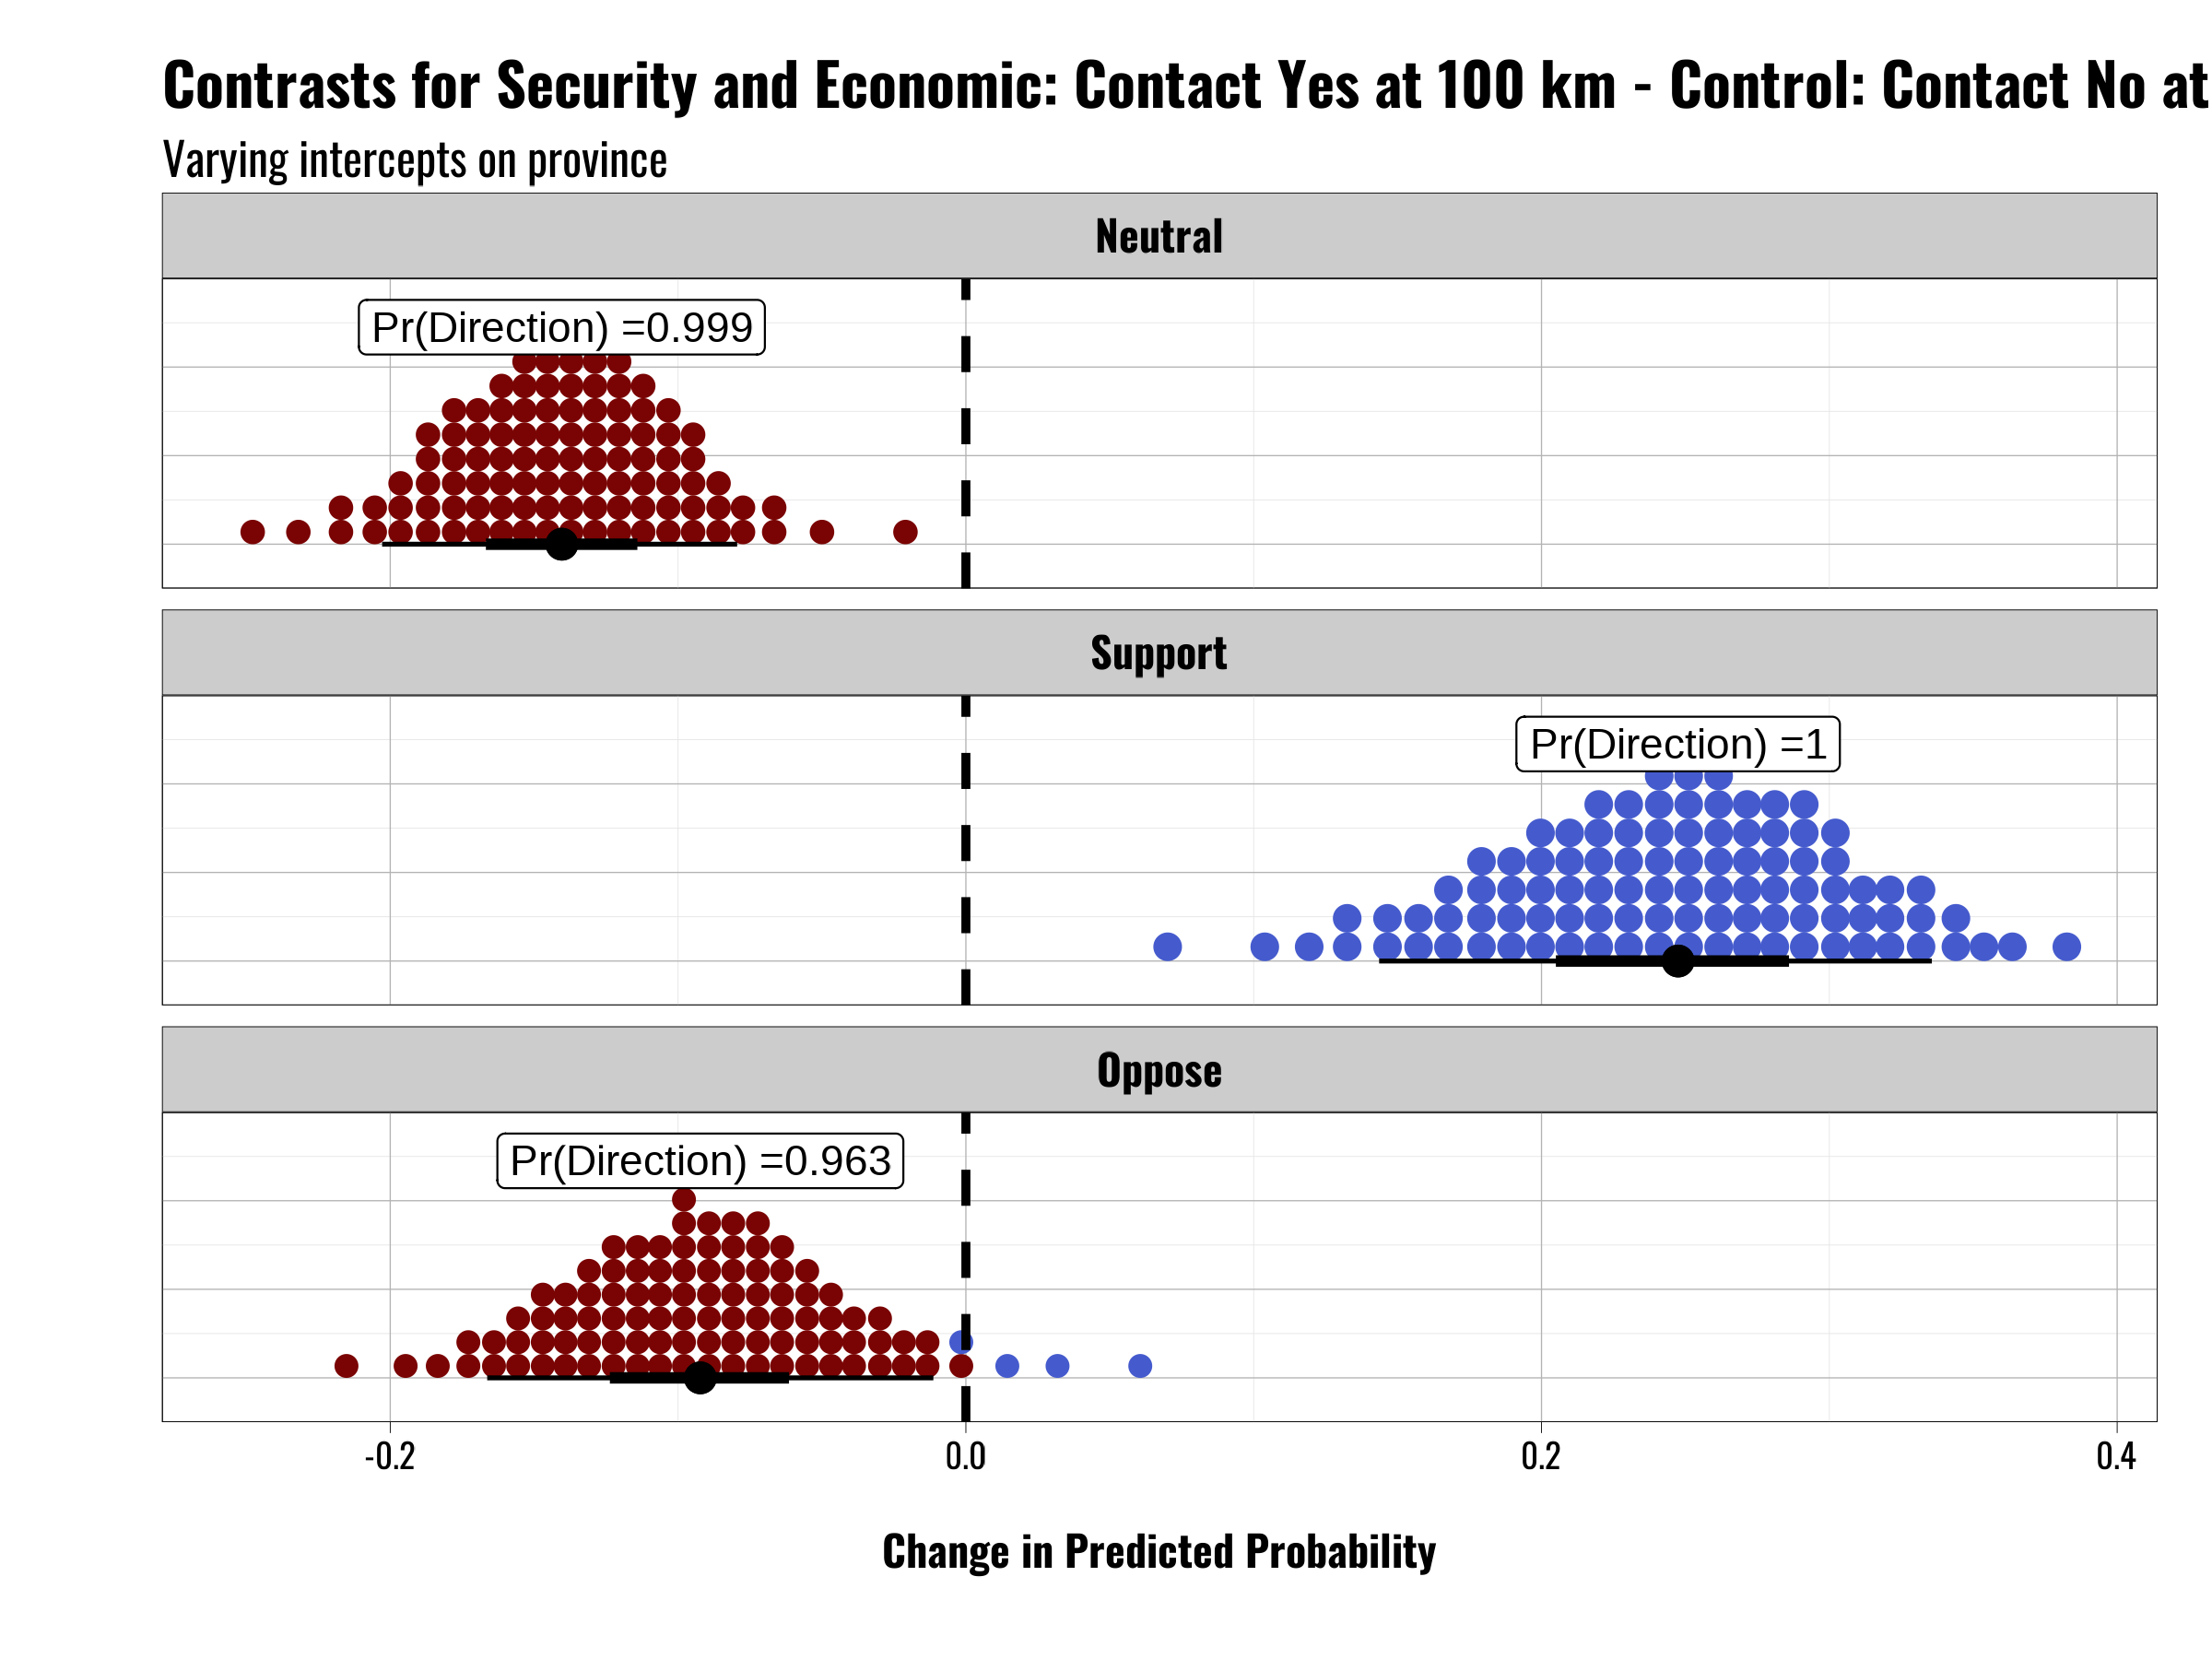 Contrasts for Security and Economic: Contact Yes at 100 km - Control: Contact No at
Varying intercepts on province
Neutral
Pr(Direction) =0.999
Support
Pr(Direction) =1
Oppose
Pr(Direction) =0.963
-0.2 0.0 0.2 0.4
Change in Predicted Probability